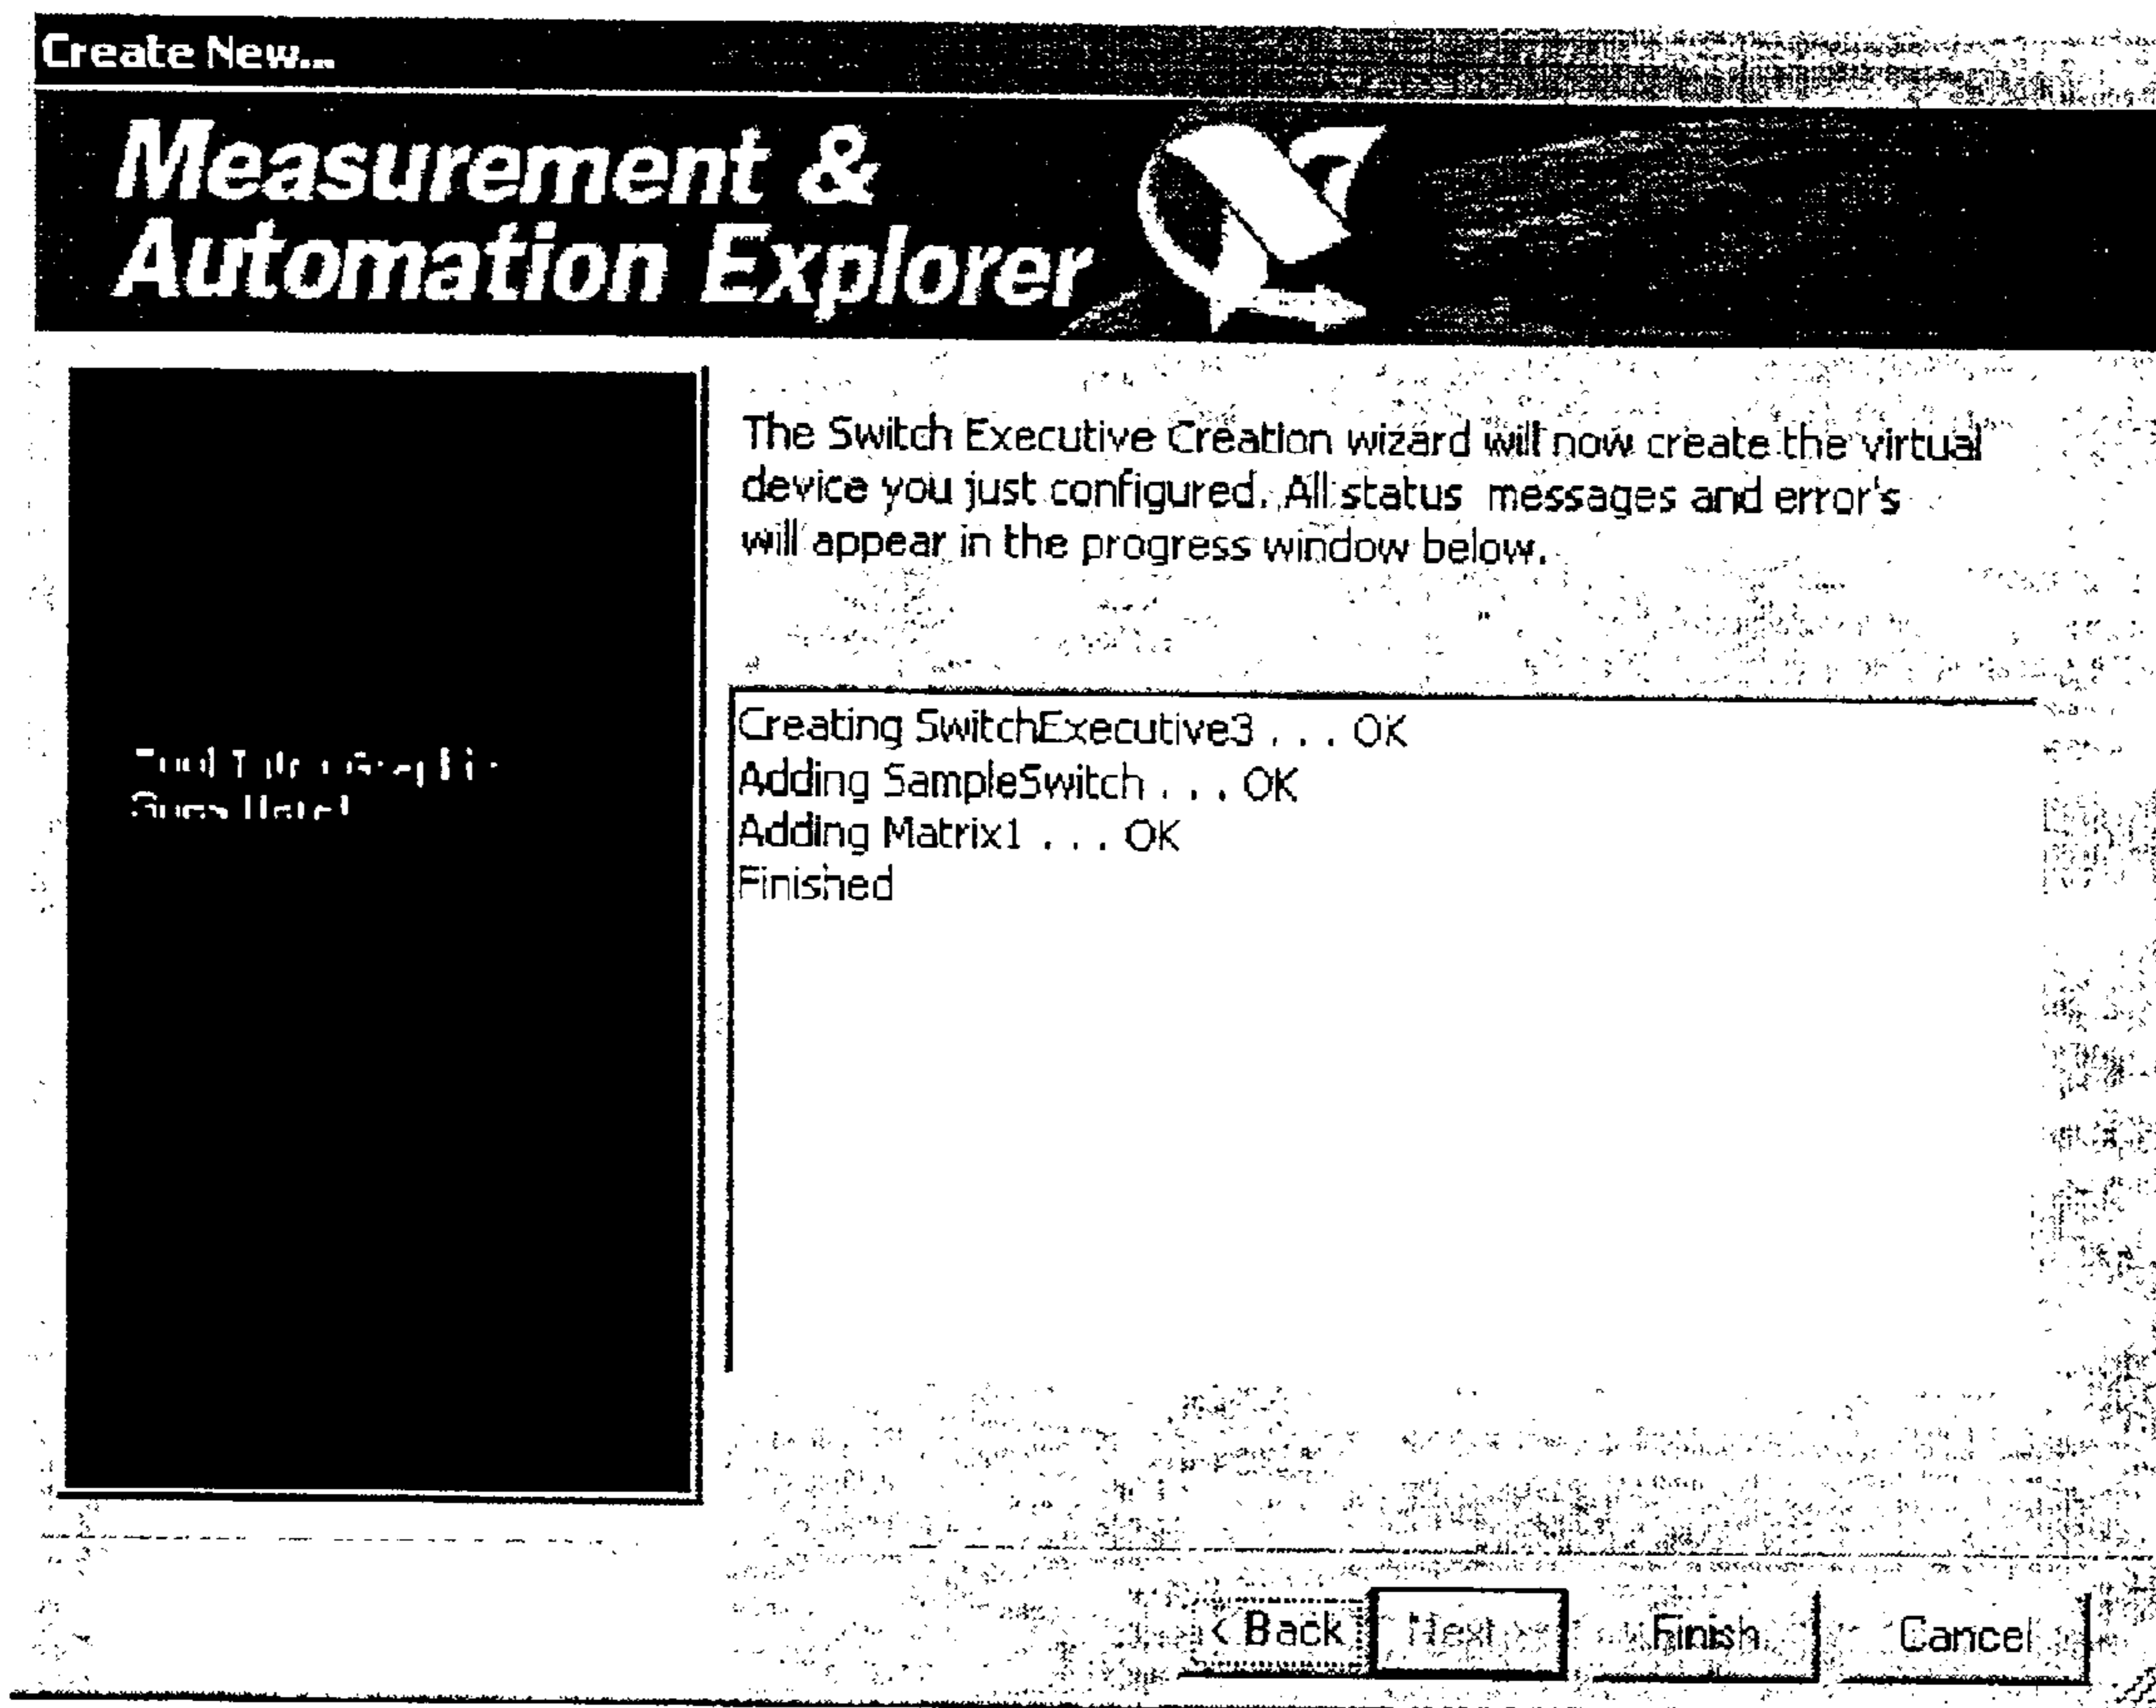 Create New...
Measurement &
Automation Explorer
The Switch Executive Creation wizard will now create the virtual
device you just configured. All status  messages and error's
will appear in the progress window below.
Creating SwitchExecutive3 . . . OK
Adding SampleSwitch . . . OK
Adding Matrix1 . . . OK
Finished
< Back
Next >
Finish
Cancel